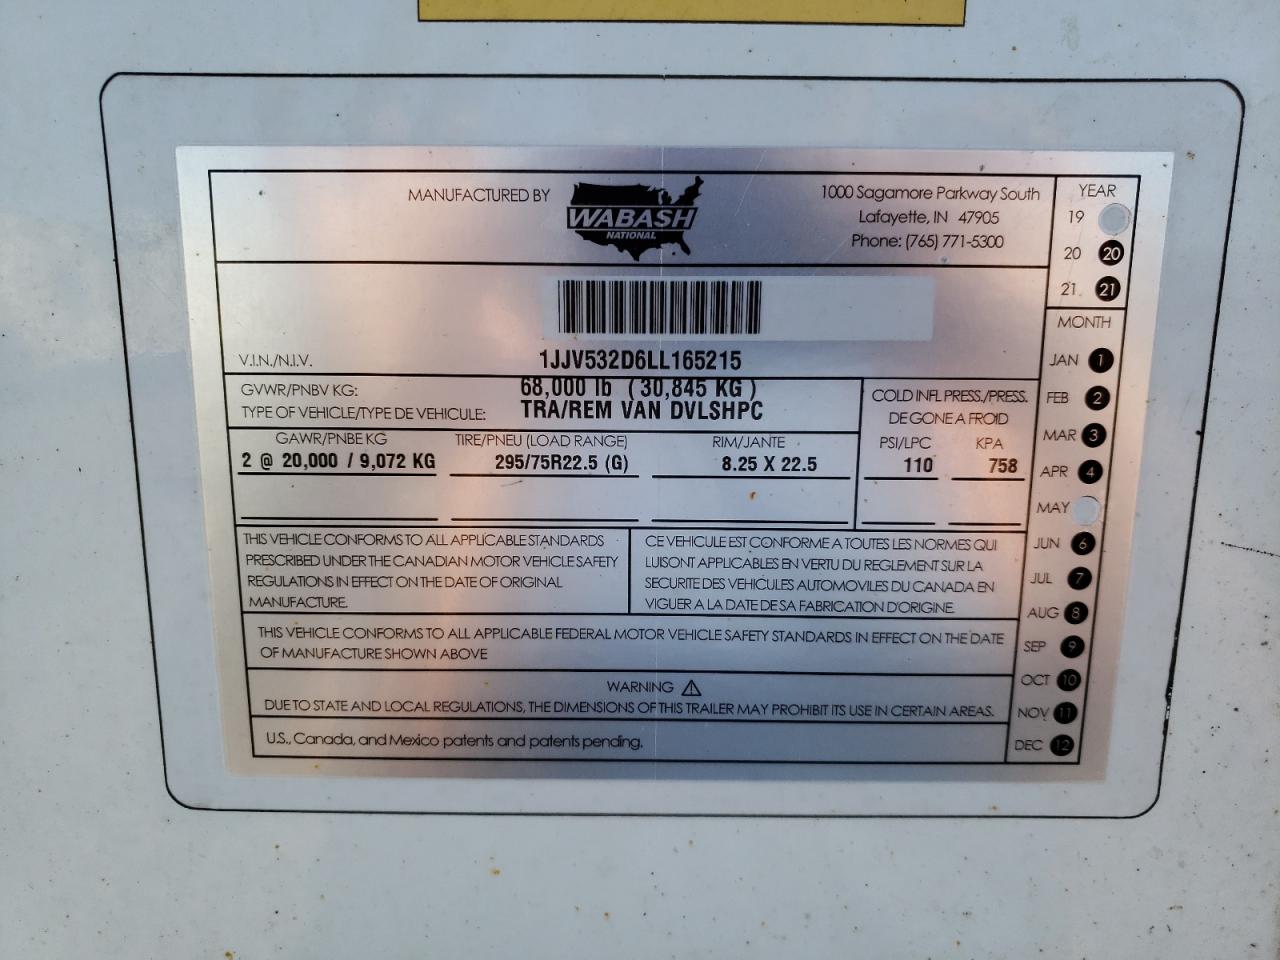 MANUFACTURED BY
WABASH
NATIONAL
1000 Sagamore Parkway South
Lafayette, IN 47905
Phone: (765) 771-5300
YEAR
19
20 20
21 21
MONTH
JAN 1
FEB 2
MAR 3
APR 4
MAY
JUN 6
JUL 7
AUG 8
SEP 9
OCT 10
NOV 11
DEC 12
V.I.N./N.I.V. 1JJV532D6LL165215
GVWR/PNBV KG: 68,000 lb (30,845 KG)
TYPE OF VEHICLE/TYPE DE VEHICULE: TRA/REM VAN DVLSHPC
COLD INFL PRESS./PRESS.
DE GONE A FROID
GAWR/PNBE KG TIRE/PNEU (LOAD RANGE) RIM/JANTE PSI/LPC KPA
2 @ 20,000 / 9,072 KG 295/75R22.5 (G) 8.25 X 22.5 110 758
THIS VEHICLE CONFORMS TO ALL APPLICABLE STANDARDS
PRESCRIBED UNDER THE CANADIAN MOTOR VEHICLE SAFETY
REGULATIONS IN EFFECT ON THE DATE OF ORIGINAL
MANUFACTURE.
CE VEHICULE EST CONFORME A TOUTES LES NORMES QUI
LUISONT APPLICABLES EN VERTU DU REGLEMENT SUR LA
SECURITE DES VEHICULES AUTOMOVILES DU CANADA EN
VIGUER A LA DATE DE SA FABRICATION D'ORIGINE.
THIS VEHICLE CONFORMS TO ALL APPLICABLE FEDERAL MOTOR VEHICLE SAFETY STANDARDS IN EFFECT ON THE DATE
OF MANUFACTURE SHOWN ABOVE
WARNING
DUE TO STATE AND LOCAL REGULATIONS, THE DIMENSIONS OF THIS TRAILER MAY PROHIBIT ITS USE IN CERTAIN AREAS.
U.S., Canada, and Mexico patents and patents pending.